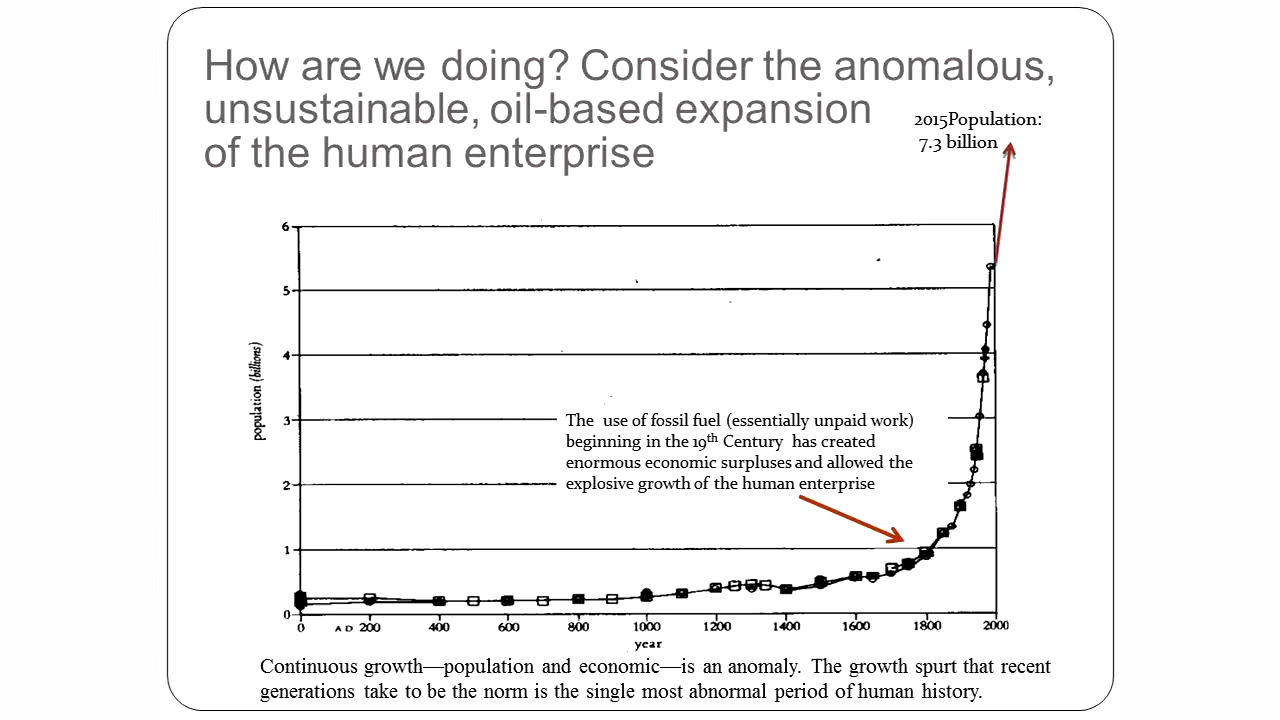 How are we doing? Consider the anomalous,
unsustainable, oil-based expansion
of the human enterprise
2015Population:
7.3 billion
6
5
4
3
2
1
0
population (billions)
The use of fossil fuel (essentially unpaid work)
beginning in the 19th Century has created
enormous economic surpluses and allowed the
explosive growth of the human enterprise
0 A D 200 400 600 800 1000 1200 1400 1600 1800 2000
year
Continuous growth—population and economic—is an anomaly. The growth spurt that recent
generations take to be the norm is the single most abnormal period of human history.